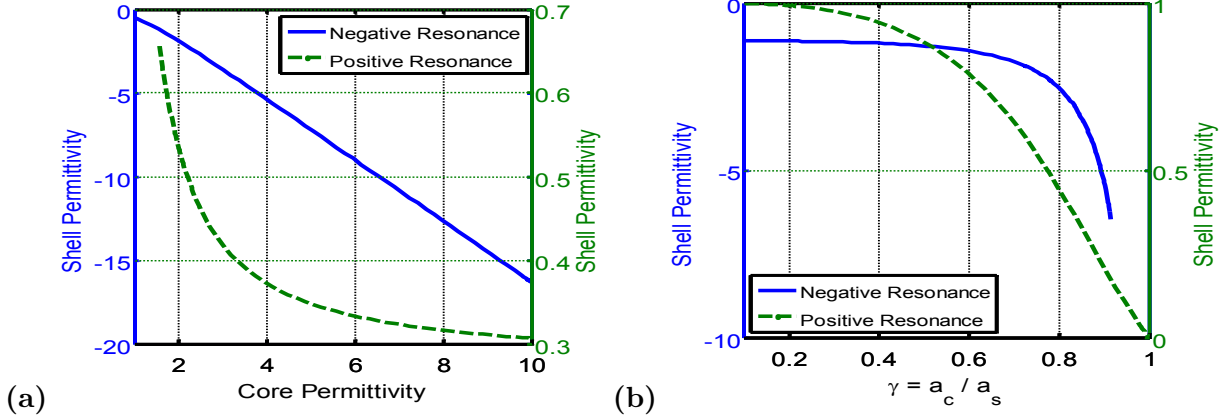 0
-5
-10
-15
-20
Shell Permittivity
0.7
0.6
0.5
0.4
0.3
Shell Permittivity
Negative Resonance
Positive Resonance
2 4 6 8 10
Core Permittivity
(a)
0
-5
-10
Shell Permittivity
1
0.5
0
Shell Permittivity
Negative Resonance
Positive Resonance
0.2 0.4 0.6 0.8 1
γ = a_c / a_s
(b)